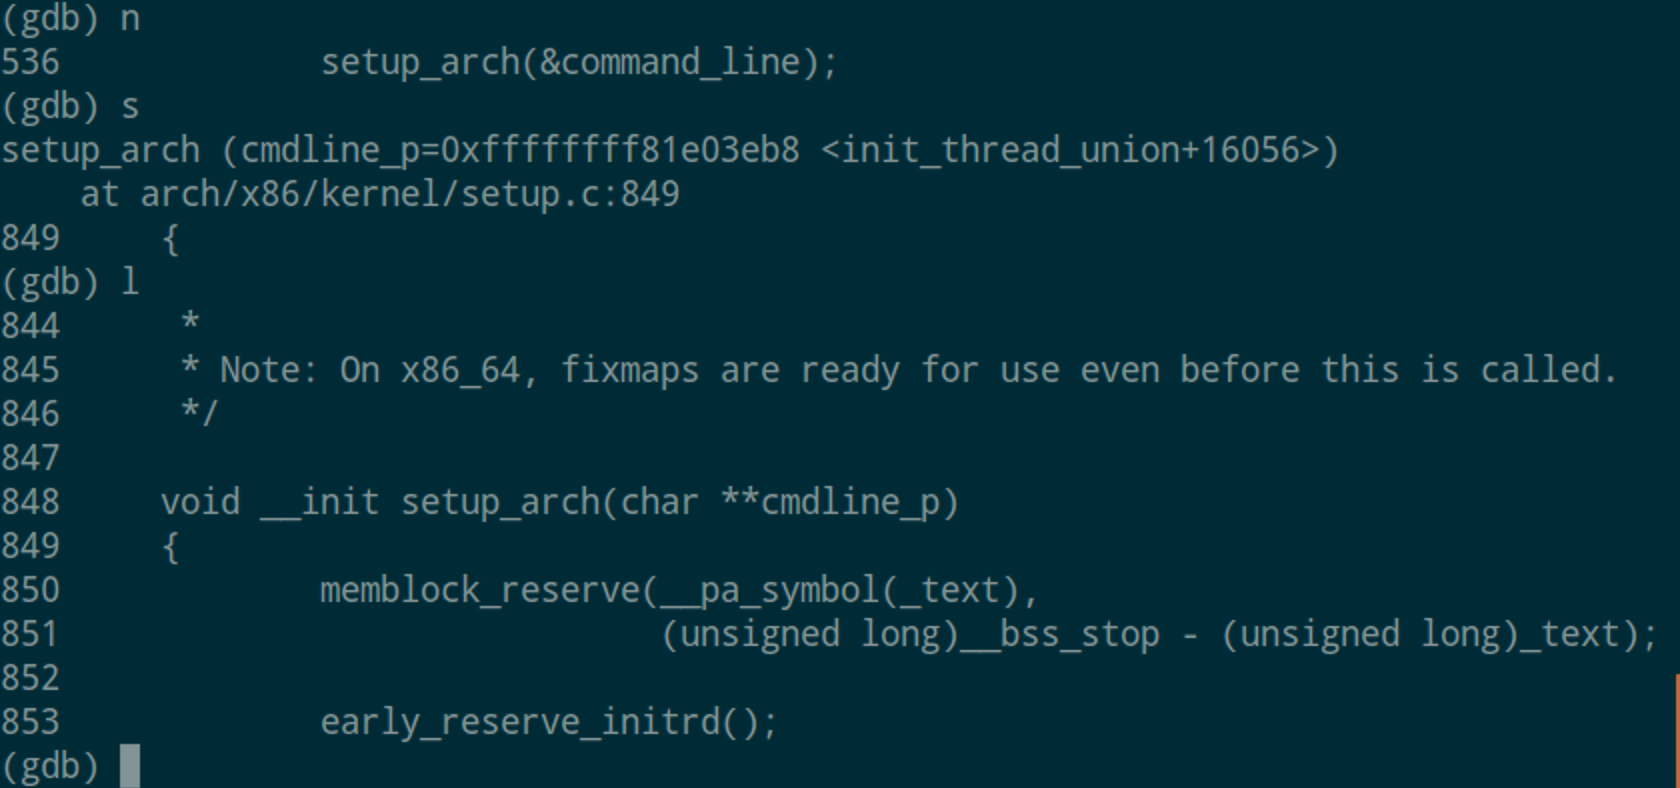 (gdb) n
536             setup_arch(&command_line);
(gdb) s
setup_arch (cmdline_p=0xffffffff81e03eb8 <init_thread_union+16056>)
    at arch/x86/kernel/setup.c:849
849     {
(gdb) l
844      *
845      * Note: On x86_64, fixmaps are ready for use even before this is called.
846      */
847
848     void __init setup_arch(char **cmdline_p)
849     {
850             memblock_reserve(__pa_symbol(_text),
851                              (unsigned long)__bss_stop - (unsigned long)_text);
852
853             early_reserve_initrd();
(gdb)